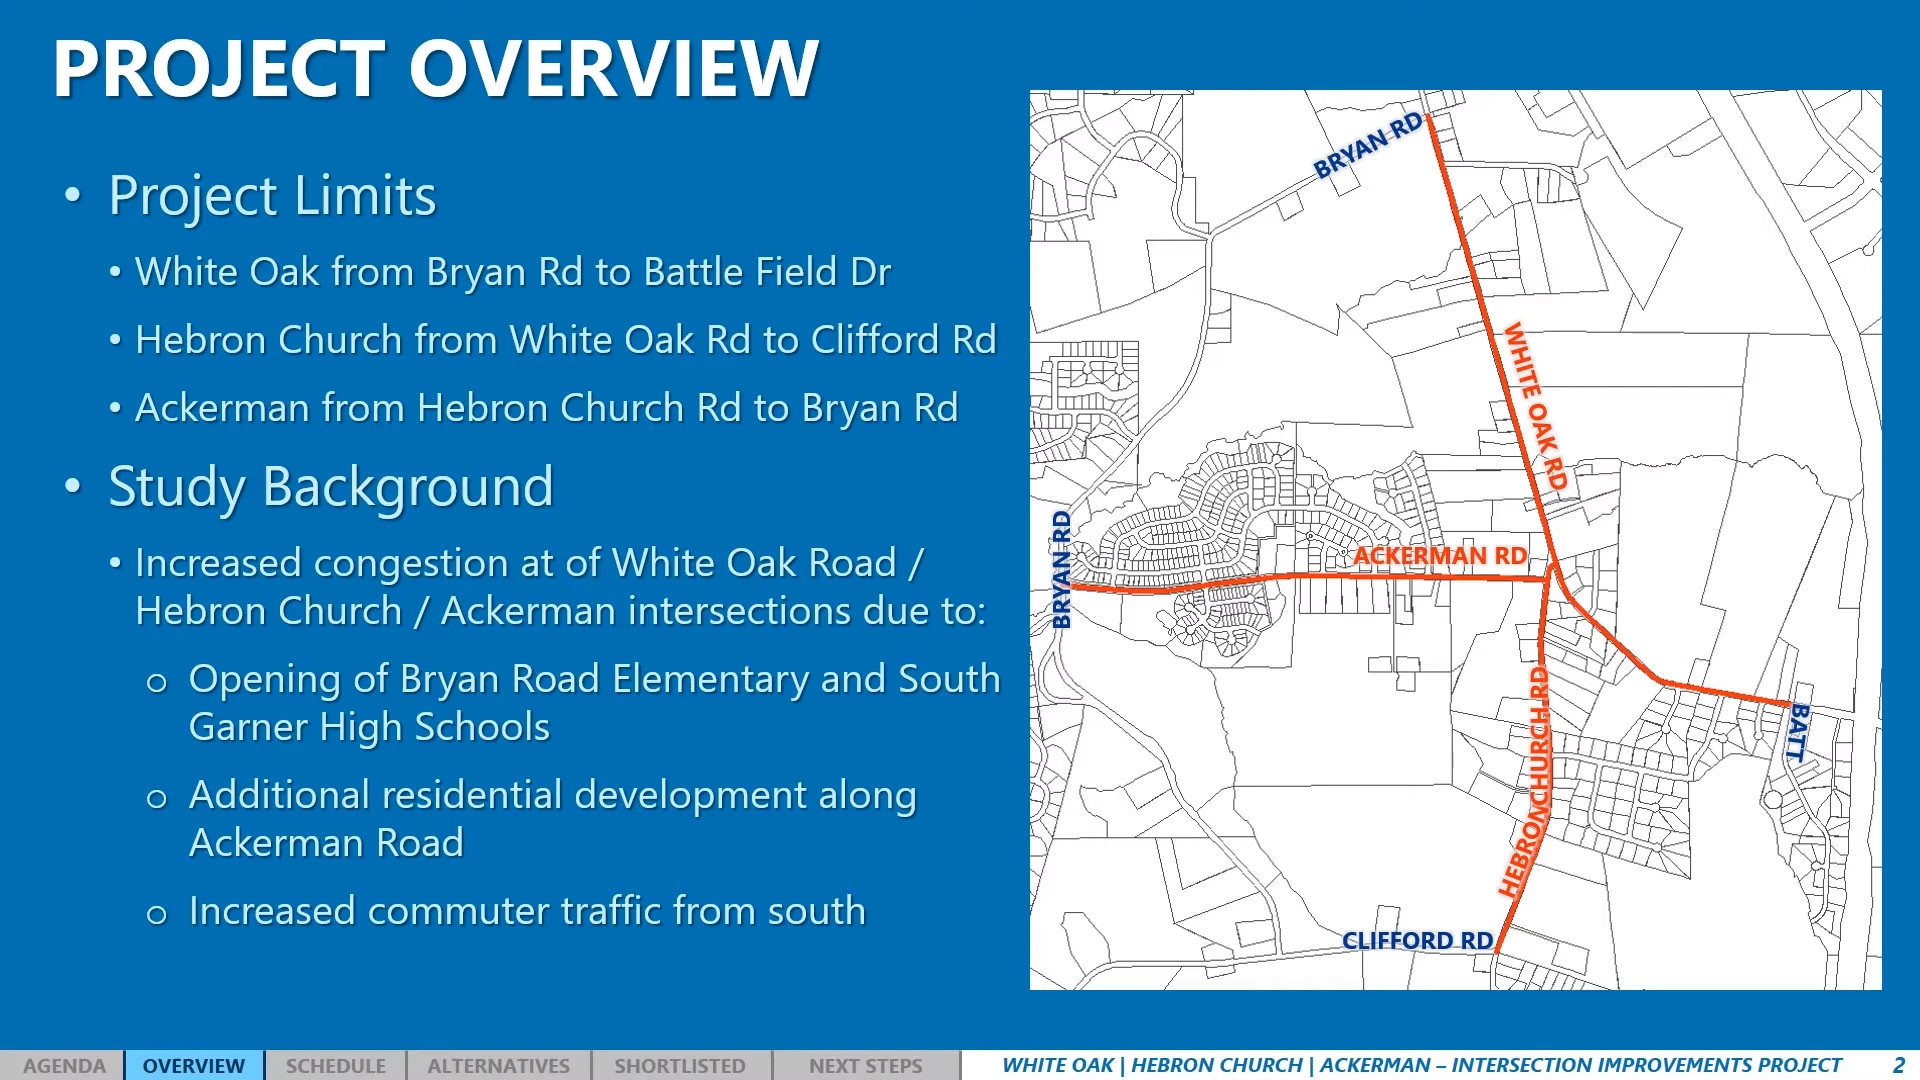 PROJECT OVERVIEW
• Project Limits
• White Oak from Bryan Rd to Battle Field Dr
• Hebron Church from White Oak Rd to Clifford Rd
• Ackerman from Hebron Church Rd to Bryan Rd
• Study Background
• Increased congestion at of White Oak Road /
Hebron Church / Ackerman intersections due to:
o Opening of Bryan Road Elementary and South
Garner High Schools
o Additional residential development along
Ackerman Road
o Increased commuter traffic from south
BRYAN RD
WHITE OAK RD
BRYAN RD
ACKERMAN RD
HEBRON CHURCH RD
BATT
CLIFFORD RD
AGENDA
OVERVIEW
SCHEDULE
ALTERNATIVES
SHORTLISTED
NEXT STEPS
WHITE OAK | HEBRON CHURCH | ACKERMAN – INTERSECTION IMPROVEMENTS PROJECT
2